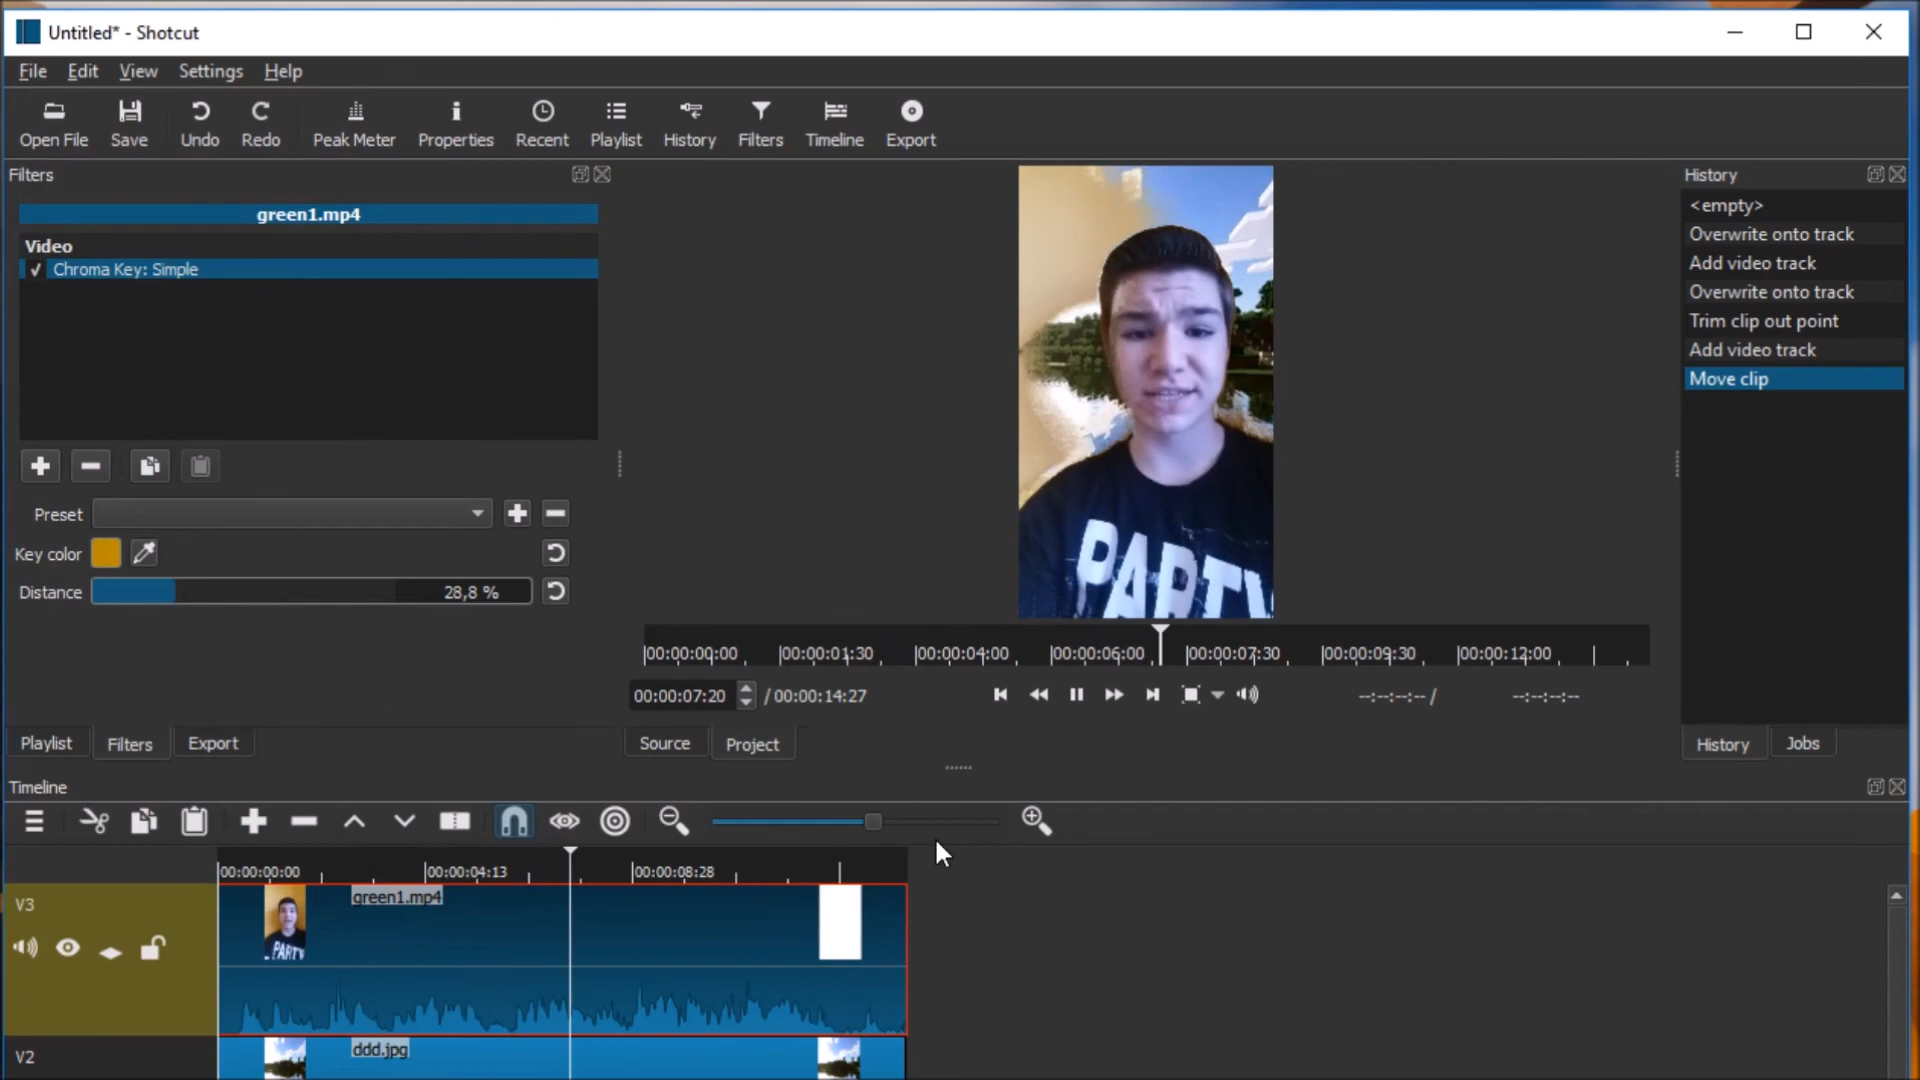 Untitled* - Shotcut
File Edit View Settings Help
Open File Save Undo Redo Peak Meter Properties Recent Playlist History Filters Timeline Export
Filters
green1.mp4
Video
Chroma Key: Simple
Preset
Key color
Distance 28,8 %
Playlist Filters Export
PARTY
00:00:00:00 00:00:01:30 00:00:04:00 00:00:06:00 00:00:07:30 00:00:09:30 00:00:12:00
00:00:07:20 / 00:00:14:27 --:--:--:-- / --:--:--:--
Source Project
History
<empty>
Overwrite onto track
Add video track
Overwrite onto track
Trim clip out point
Add video track
Move clip
History Jobs
Timeline
00:00:00:00 00:00:04:13 00:00:08:28
V3
green1.mp4
PARTY
V2
ddd.jpg